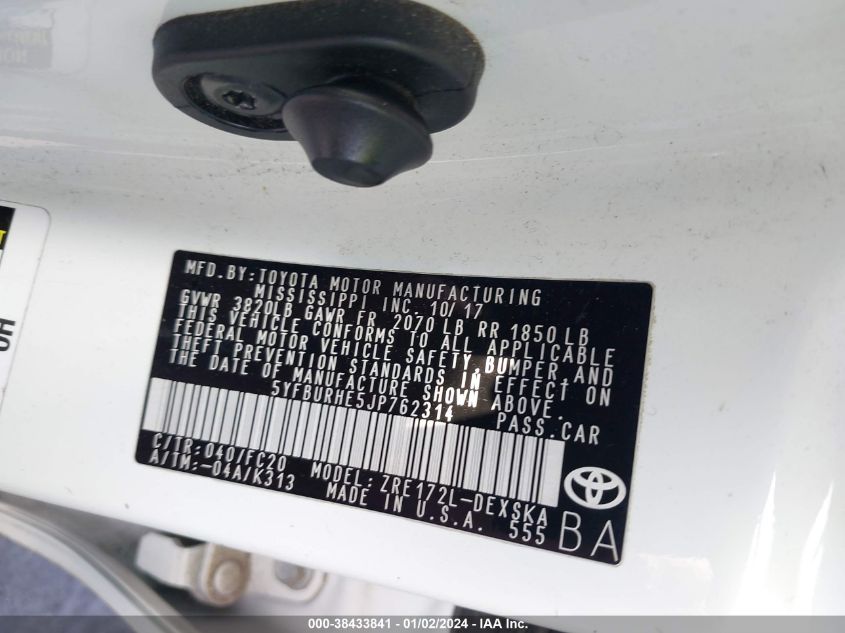 MFD. BY: TOYOTA MOTOR MANUFACTURING
MISSISSIPPI INC. 10/17
GVWR 3820LB GAWR FR 2070 LB RR 1850 LB
THIS VEHICLE CONFORMS TO ALL APPLICABLE
FEDERAL MOTOR VEHICLE SAFETY, BUMPER, AND
THEFT PREVENTION STANDARDS IN EFFECT ON
THE DATE OF MANUFACTURE SHOWN ABOVE.
5YFBURHE5JP762314 PASS. CAR
C/TR: 040/FC20 MODEL: ZRE172L-DEXSKA
A/TM: -04A/K313 MADE IN U.S.A. 555
BA
000-38433841 - 01/02/2024 - IAA Inc.